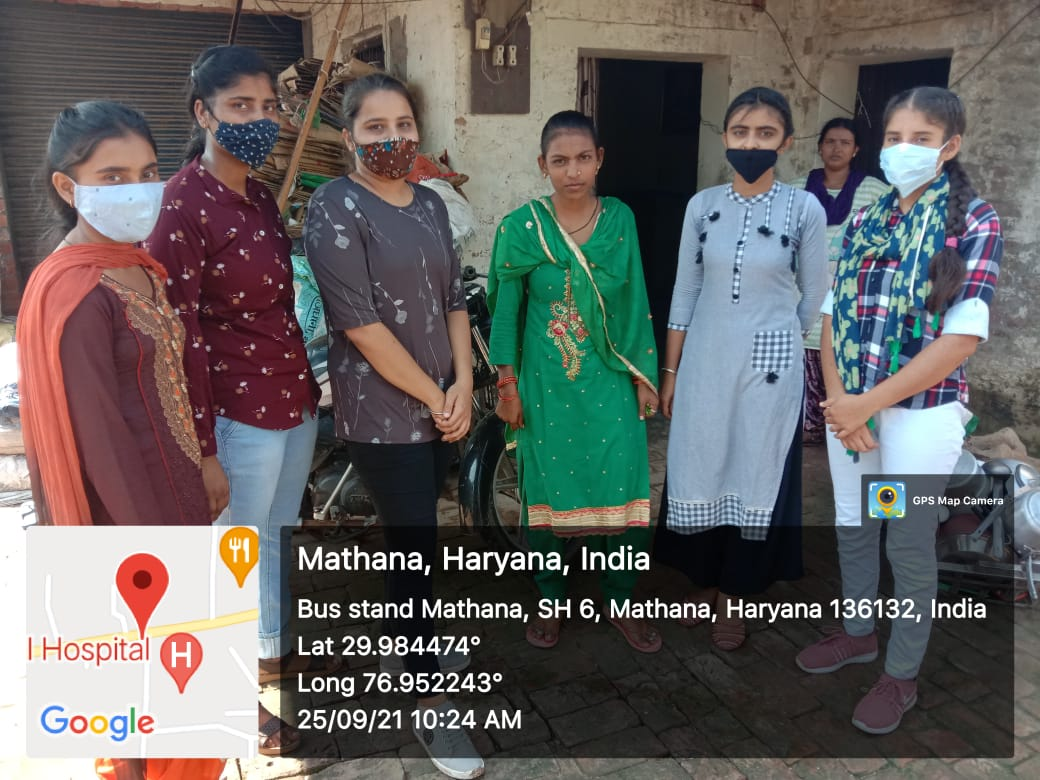 GPS Map Camera
Mathana, Haryana, India
Bus stand Mathana, SH 6, Mathana, Haryana 136132, India
Lat 29.984474°
Long 76.952243°
25/09/21 10:24 AM
l Hospital
H
Google